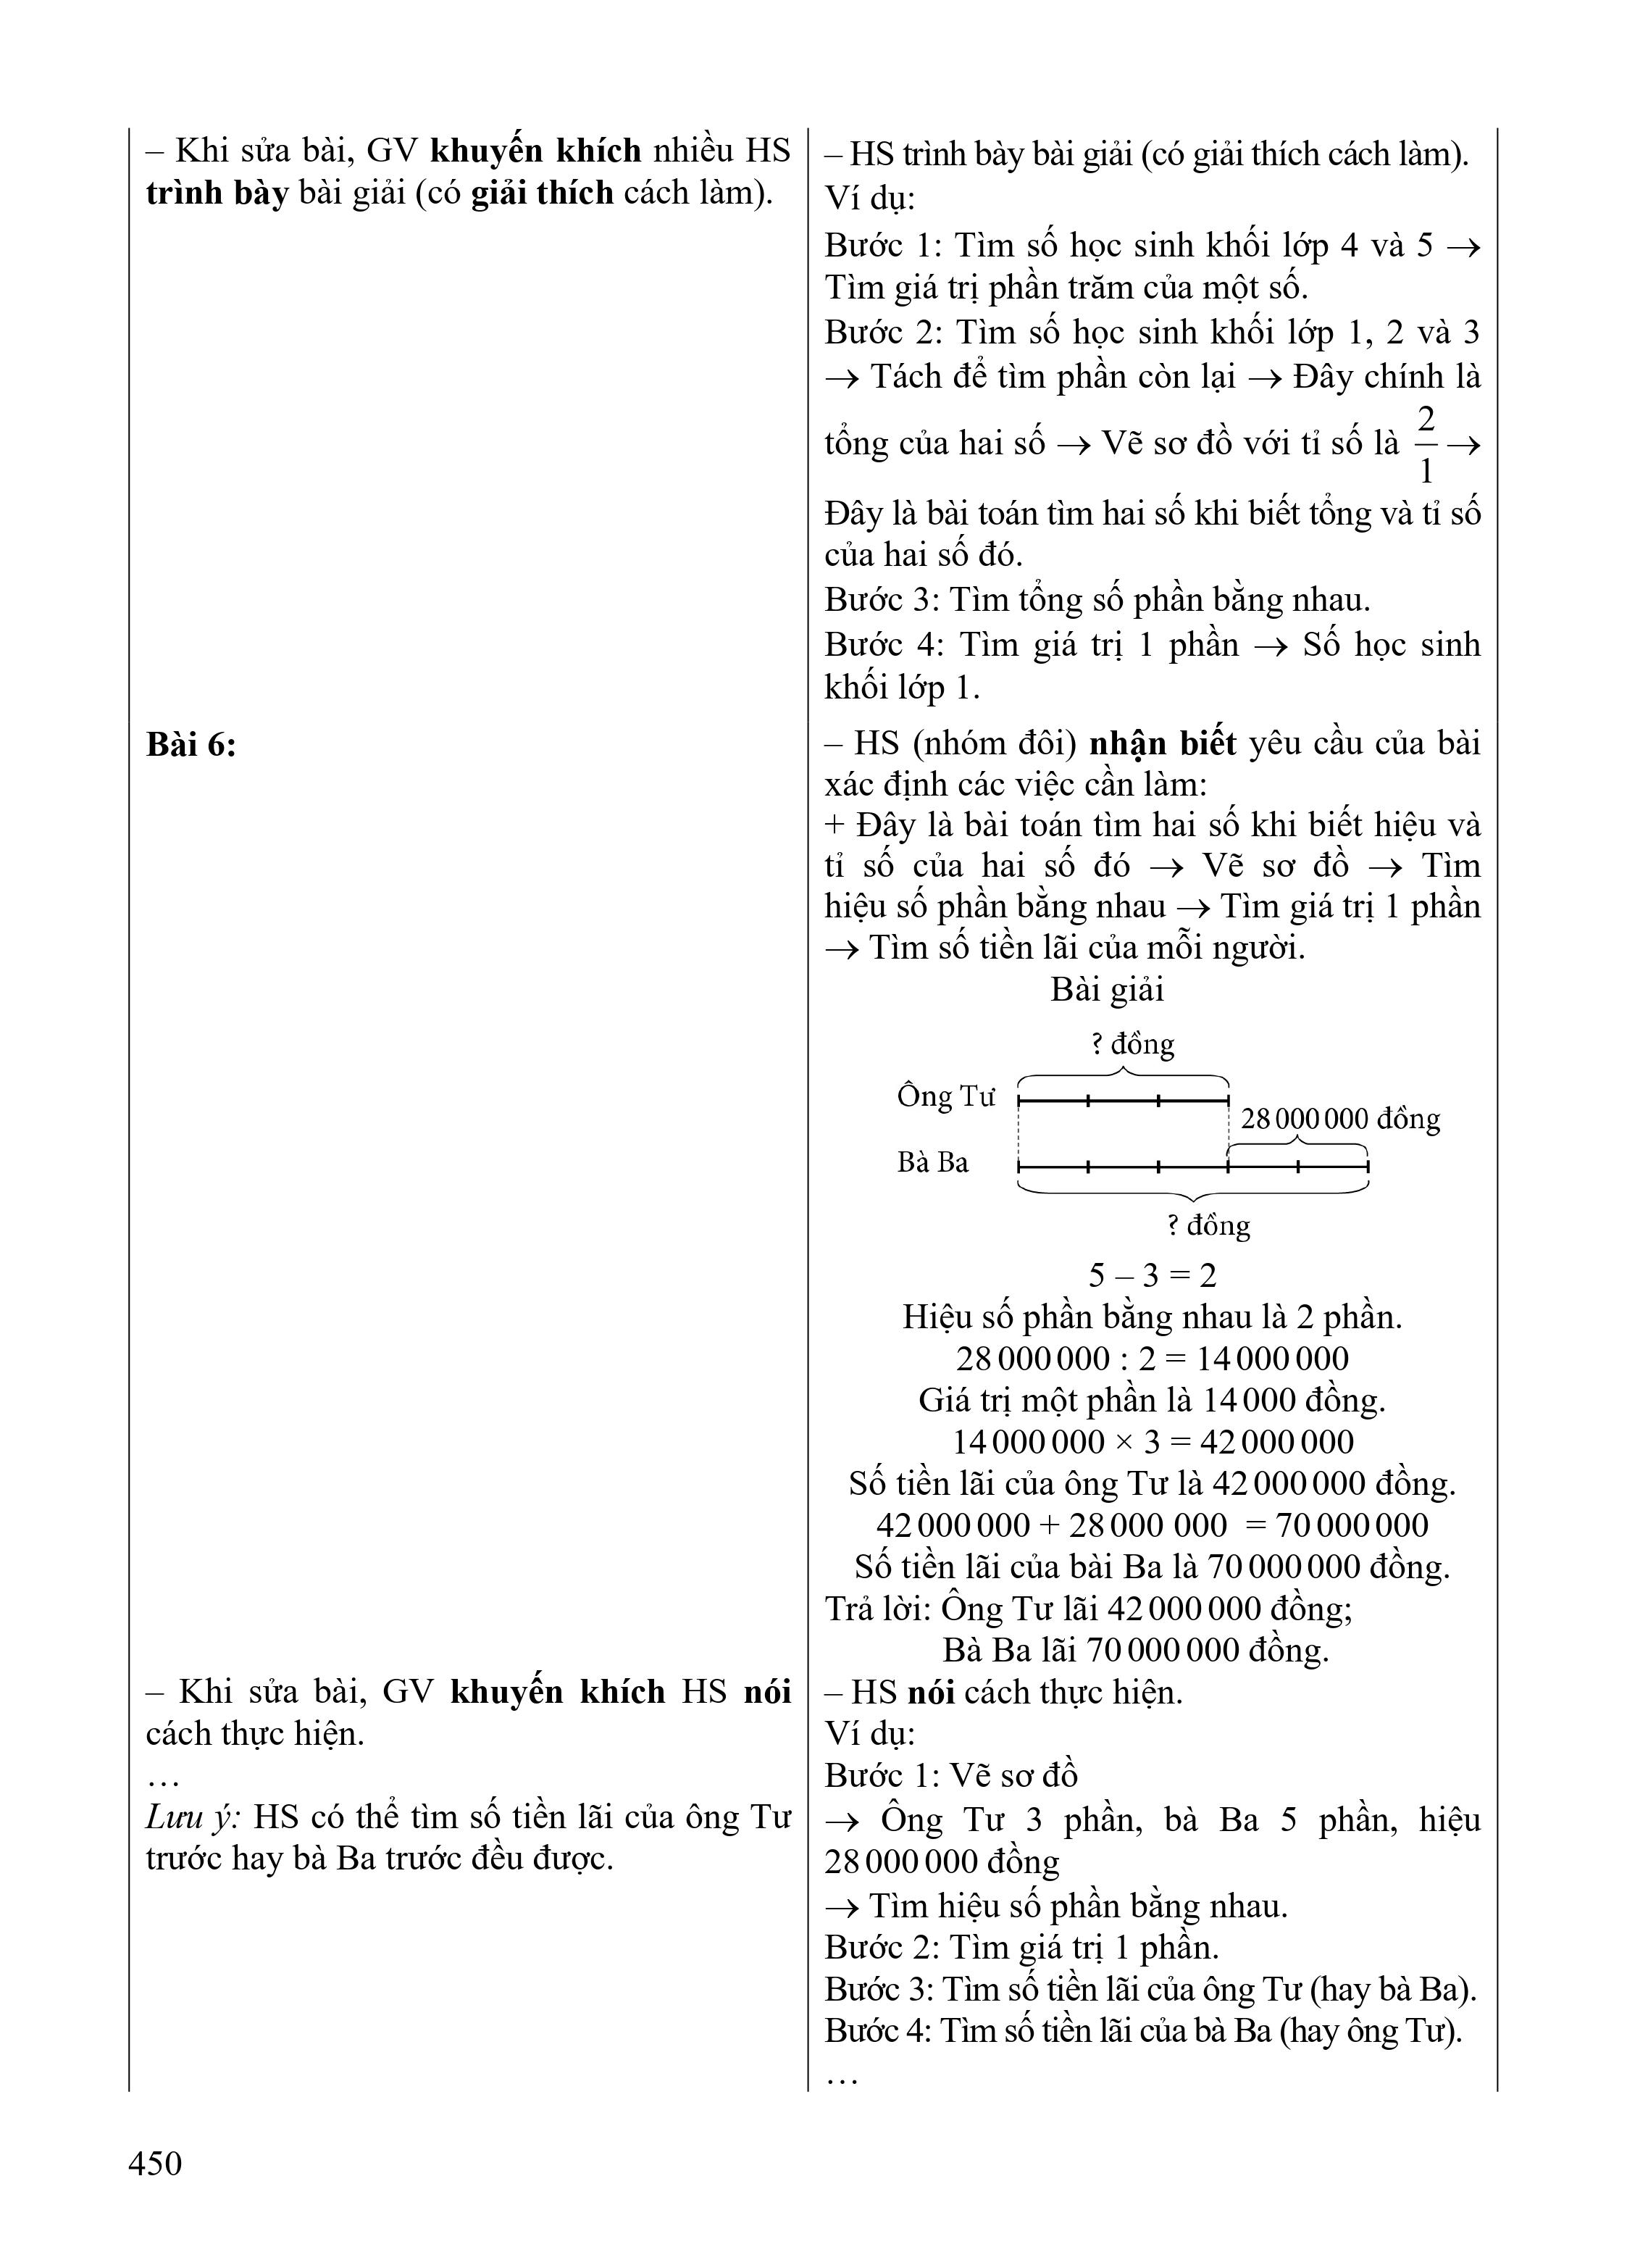 – Khi sửa bài, GV khuyến khích nhiều HS
trình bày bài giải (có giải thích cách làm).
– HS trình bày bài giải (có giải thích cách làm).
Ví dụ:
Bước 1: Tìm số học sinh khối lớp 4 và 5 →
Tìm giá trị phần trăm của một số.
Bước 2: Tìm số học sinh khối lớp 1, 2 và 3
→ Tách để tìm phần còn lại → Đây chính là
tổng của hai số → Vẽ sơ đồ với tỉ số là 2/1 →
Đây là bài toán tìm hai số khi biết tổng và tỉ số
của hai số đó.
Bước 3: Tìm tổng số phần bằng nhau.
Bước 4: Tìm giá trị 1 phần → Số học sinh
khối lớp 1.
Bài 6:
– HS (nhóm đôi) nhận biết yêu cầu của bài
xác định các việc cần làm:
+ Đây là bài toán tìm hai số khi biết hiệu và
tỉ số của hai số đó → Vẽ sơ đồ → Tìm
hiệu số phần bằng nhau → Tìm giá trị 1 phần
→ Tìm số tiền lãi của mỗi người.
Bài giải
? đồng
Ông Tư
28 000 000 đồng
Bà Ba
? đồng
5 – 3 = 2
Hiệu số phần bằng nhau là 2 phần.
28 000 000 : 2 = 14 000 000
Giá trị một phần là 14 000 đồng.
14 000 000 × 3 = 42 000 000
Số tiền lãi của ông Tư là 42 000 000 đồng.
42 000 000 + 28 000 000 = 70 000 000
Số tiền lãi của bài Ba là 70 000 000 đồng.
Trả lời: Ông Tư lãi 42 000 000 đồng;
Bà Ba lãi 70 000 000 đồng.
– Khi sửa bài, GV khuyến khích HS nói
cách thực hiện.
…
Lưu ý: HS có thể tìm số tiền lãi của ông Tư
trước hay bà Ba trước đều được.
– HS nói cách thực hiện.
Ví dụ:
Bước 1: Vẽ sơ đồ
→ Ông Tư 3 phần, bà Ba 5 phần, hiệu
28 000 000 đồng
→ Tìm hiệu số phần bằng nhau.
Bước 2: Tìm giá trị 1 phần.
Bước 3: Tìm số tiền lãi của ông Tư (hay bà Ba).
Bước 4: Tìm số tiền lãi của bà Ba (hay ông Tư).
…
450